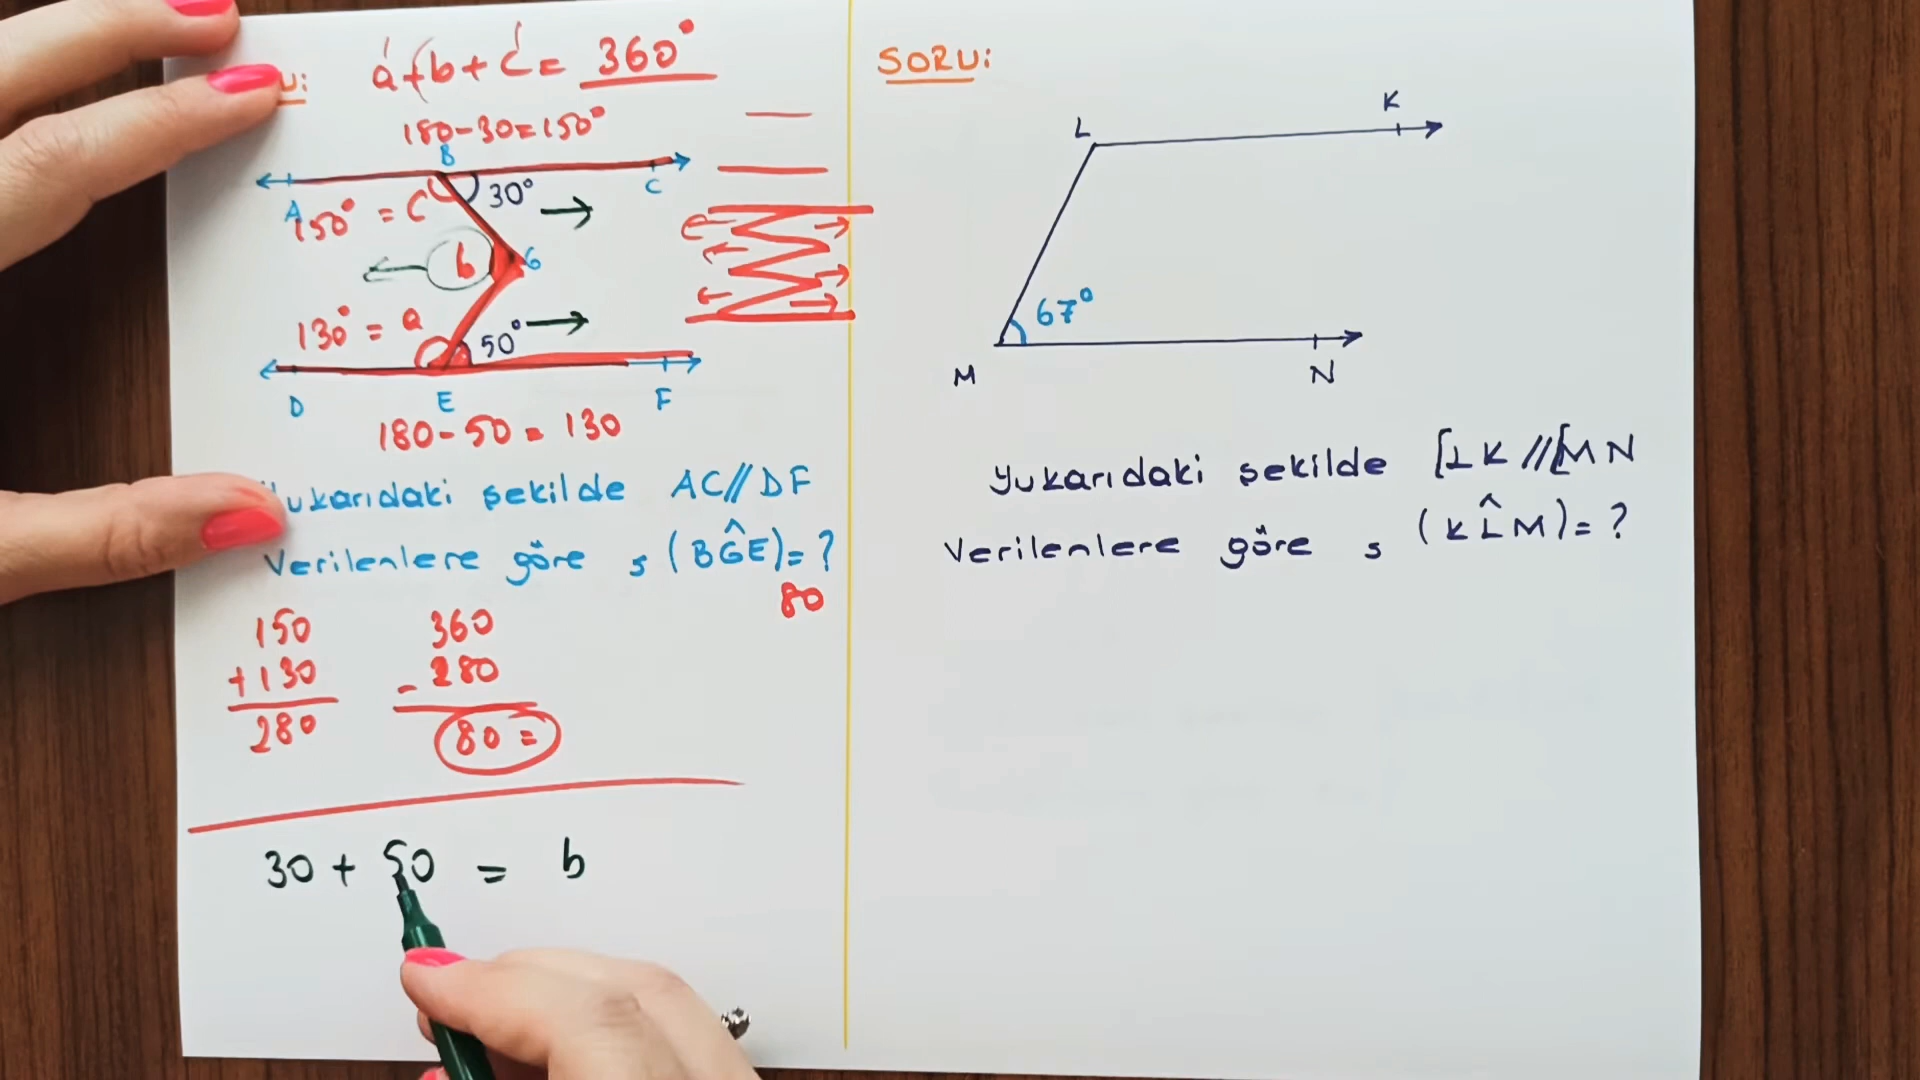 U:
a+b+c = 360°
180-30=150°
B
A
C
150° = C
30°
b
G
130° = a
50°
D
E
F
180-50=130
Yukarıdaki şekilde AC//DF
Verilenlere göre s(BĜE)=?
80
150
+130
280
360
-280
80 =
30 + 50 = b
SORU:
L
K
67°
M
N
Yukarıdaki şekilde [LK//[MN
Verilenlere göre s(KL̂M)=?